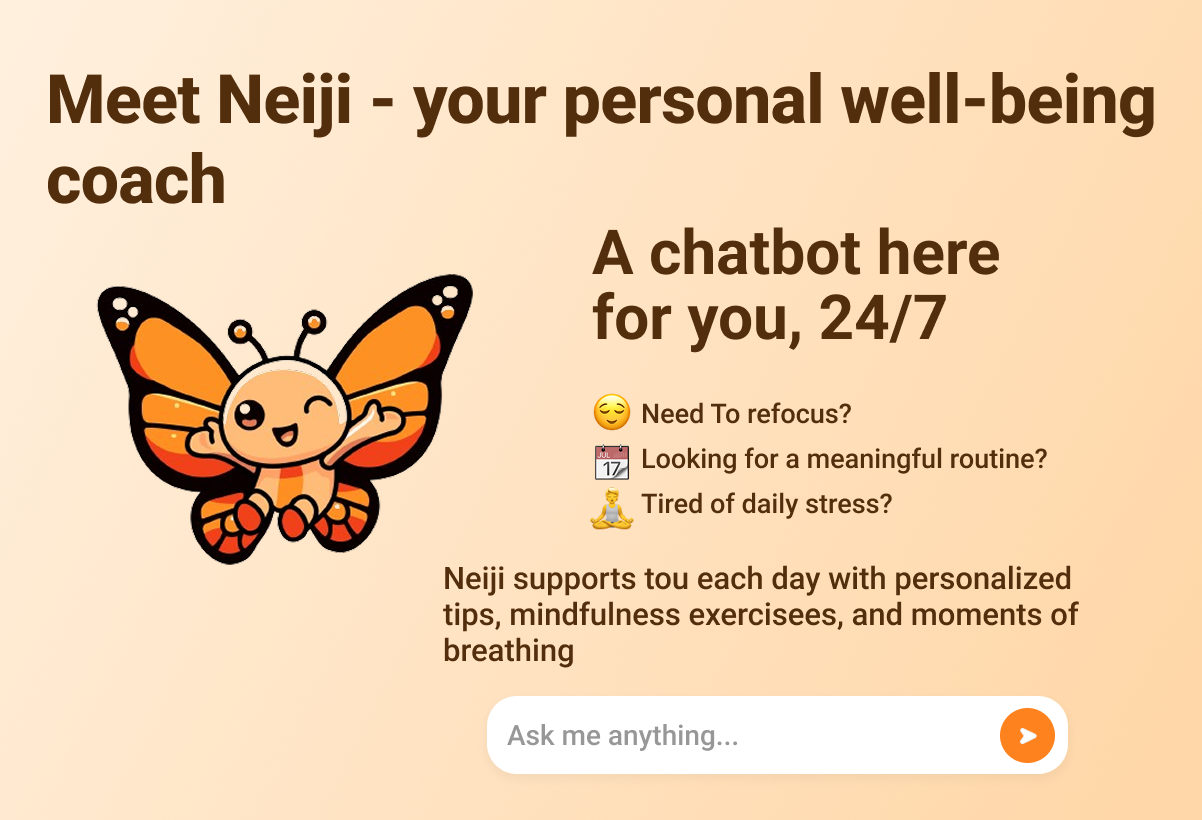 Meet Neiji - your personal well-being
coach
A chatbot here
for you, 24/7
Need To refocus?
JUL
17
Looking for a meaningful routine?
Tired of daily stress?
Neiji supports tou each day with personalized
tips, mindfulness exercisees, and moments of
breathing
Ask me anything...